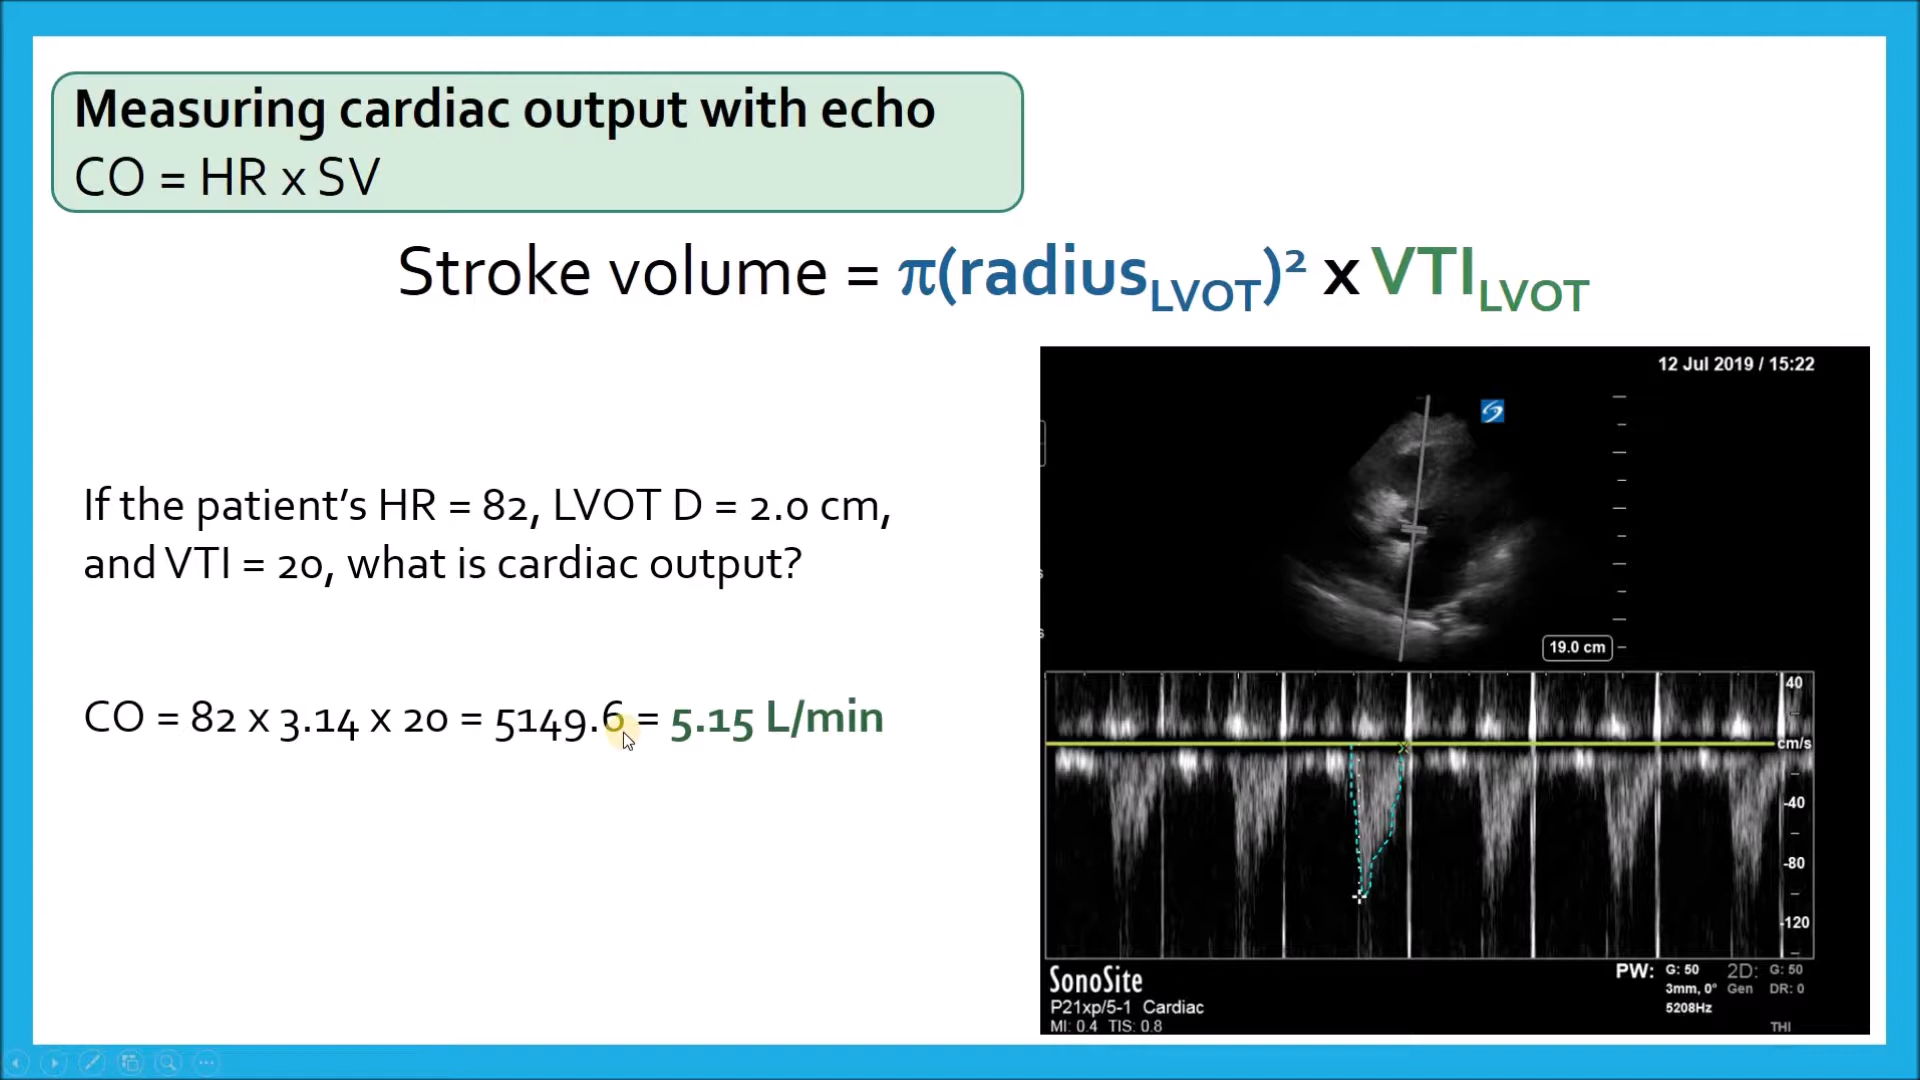 Measuring cardiac output with echo
CO = HR x SV
Stroke volume = π(radiusLVOT)² x VTILVOT
12 Jul 2019 / 15:22
If the patient's HR = 82, LVOT D = 2.0 cm,
and VTI = 20, what is cardiac output?
19.0 cm
CO = 82 x 3.14 x 20 = 5149.6 = 5.15 L/min
40
cm/s
-40
-80
-120
SonoSite
P21xp/5-1 Cardiac
MI: 0.4 TIS: 0.8
PW: G: 50 2D: G: 50
3mm, 0° Gen DR: 0
5208Hz
THI